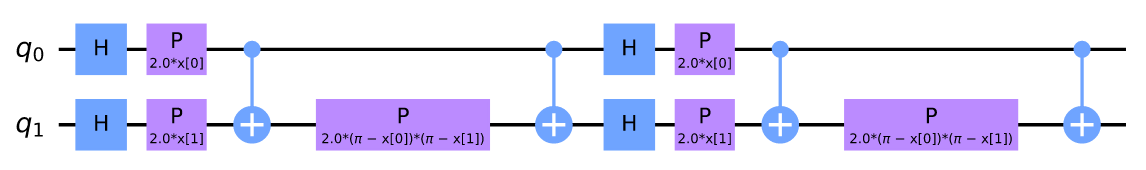 q0 H P 2.0*x[0] H P 2.0*x[0]
q1 H P 2.0*x[1] P 2.0*(π − x[0])*(π − x[1]) H P 2.0*x[1] P 2.0*(π − x[0])*(π − x[1])